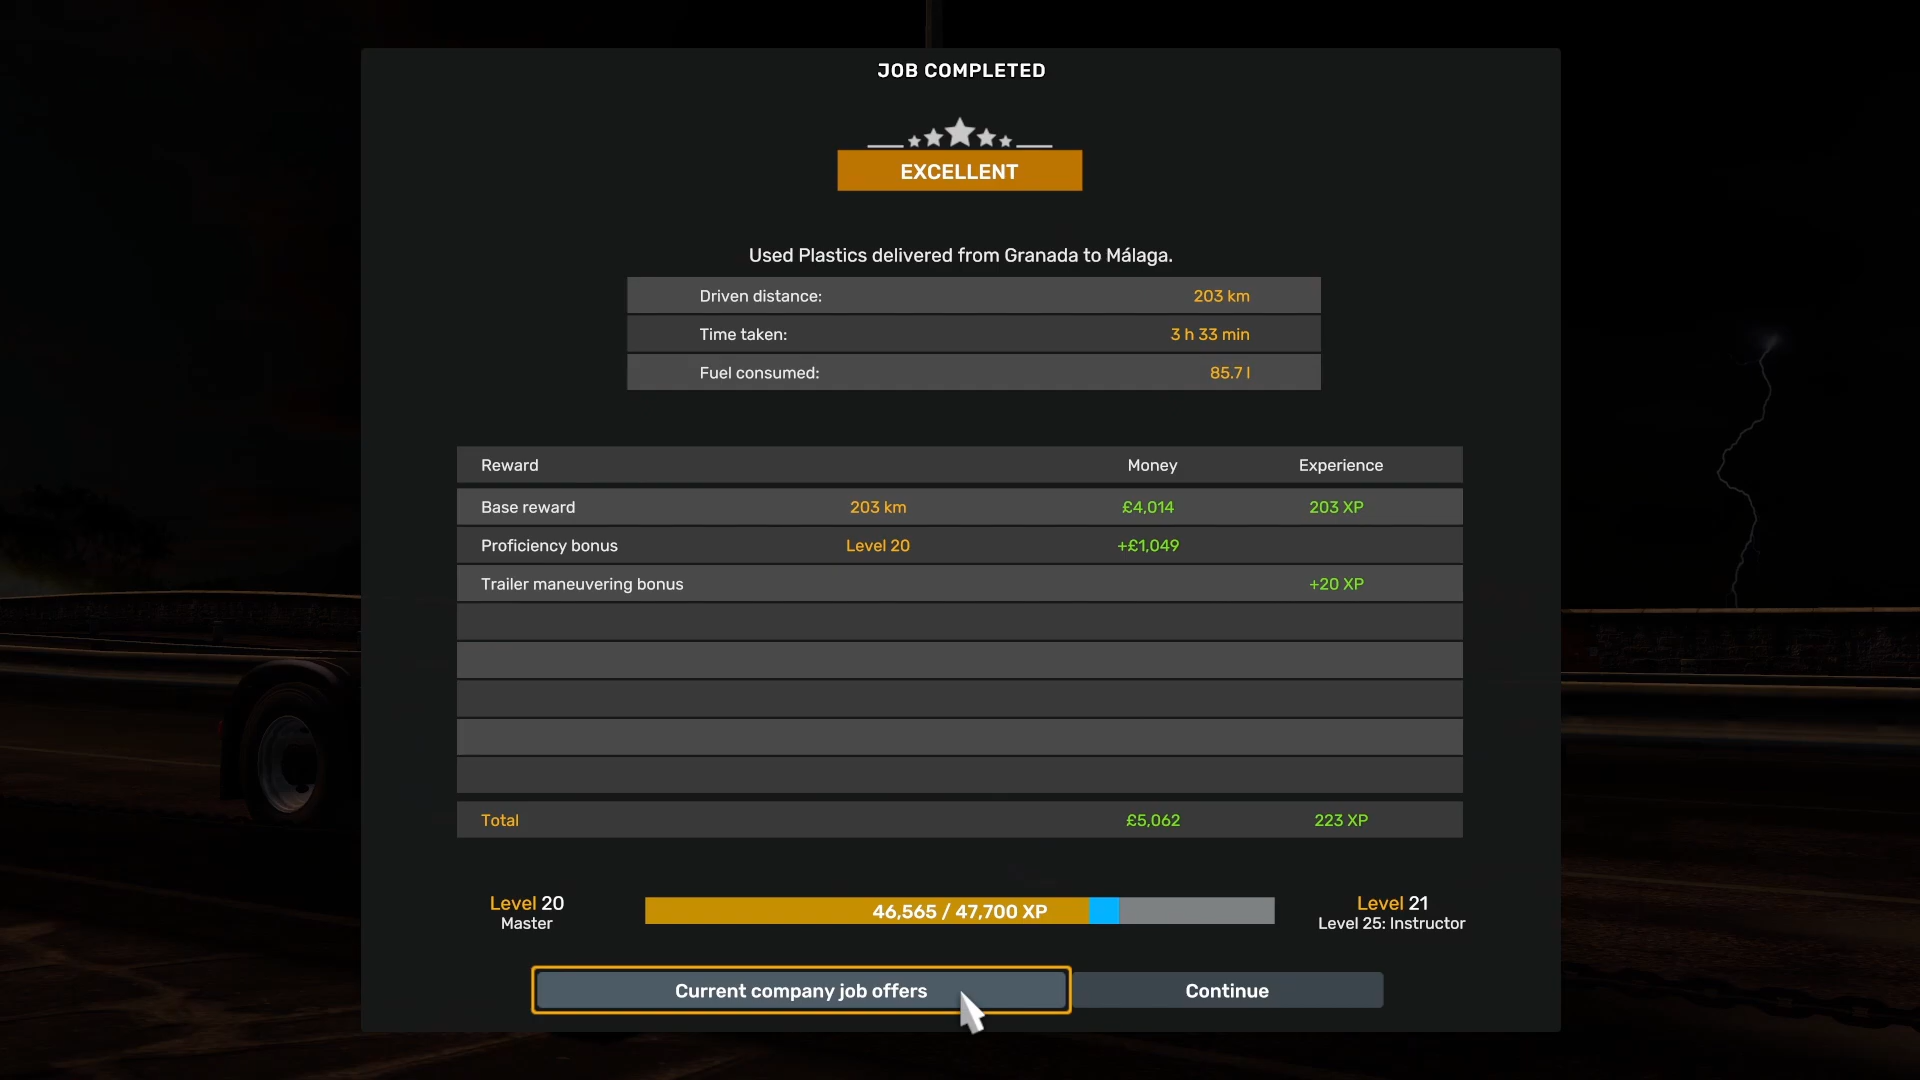 JOB COMPLETED
EXCELLENT
Used Plastics delivered from Granada to Málaga.
Driven distance: 203 km
Time taken: 3 h 33 min
Fuel consumed: 85.7 l
Reward Money Experience
Base reward 203 km £4,014 203 XP
Proficiency bonus Level 20 +£1,049
Trailer maneuvering bonus +20 XP
Total £5,062 223 XP
Level 20 46,565 / 47,700 XP Level 21
Master Level 25: Instructor
Current company job offers Continue